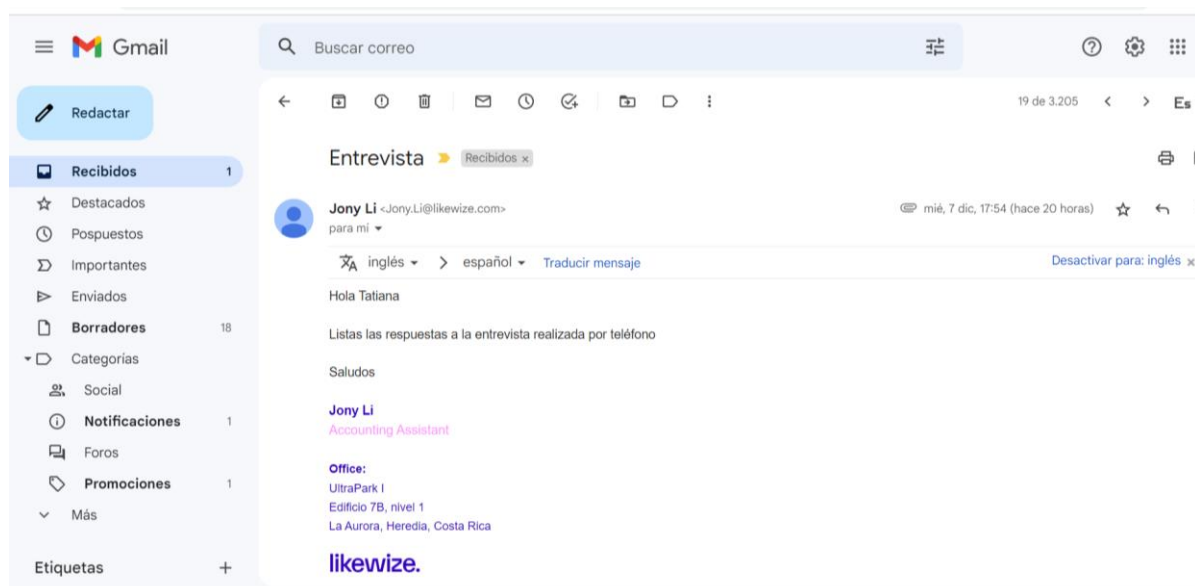 Gmail
Buscar correo
Redactar
19 de 3.205
Es
Recibidos 1
Destacados
Pospuestos
Importantes
Enviados
Borradores 18
Categorías
Social
Notificaciones 1
Foros
Promociones 1
Más
Etiquetas +
Entrevista Recibidos x
Jony Li <Jony.Li@likewize.com> mié, 7 dic, 17:54 (hace 20 horas)
para mí
inglés > español Traducir mensaje Desactivar para: inglés x
Hola Tatiana
Listas las respuestas a la entrevista realizada por teléfono
Saludos
Jony Li
Accounting Assistant
Office:
UltraPark I
Edificio 7B, nivel 1
La Aurora, Heredia, Costa Rica
likewize.